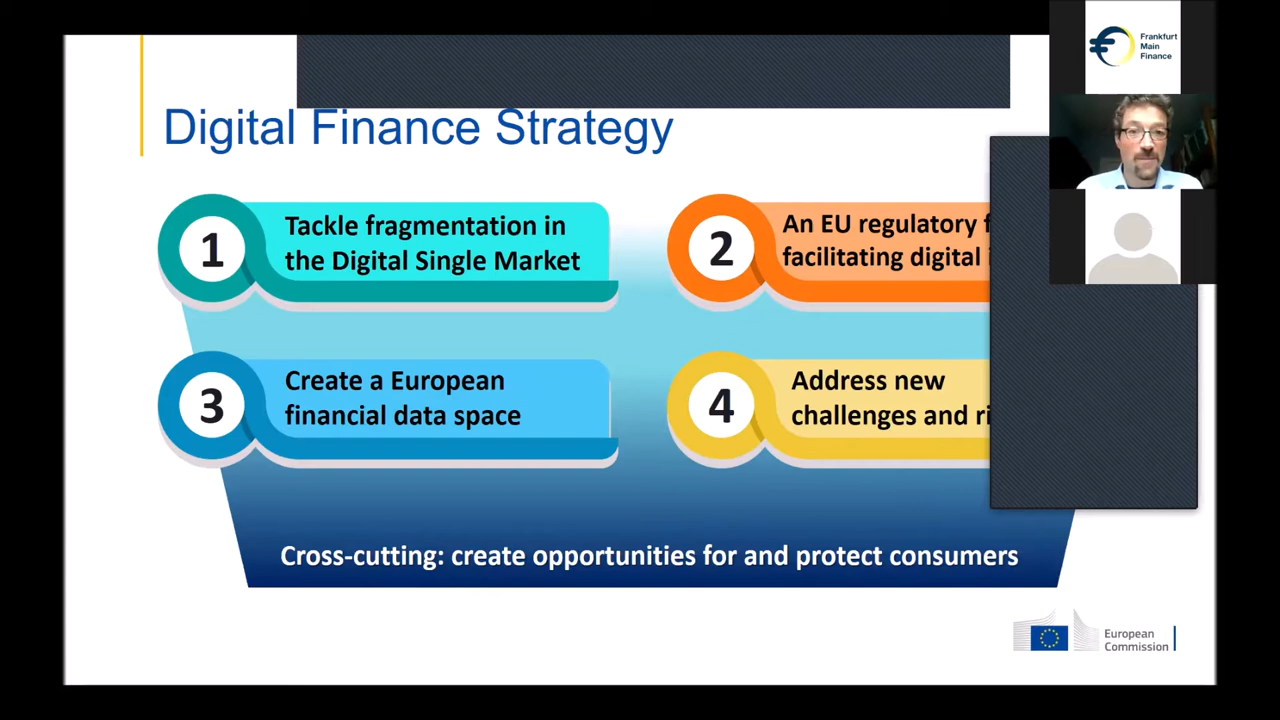 Frankfurt
Main
Finance
Digital Finance Strategy
1
Tackle fragmentation in
the Digital Single Market
2
An EU regulatory
facilitating digital
3
Create a European
financial data space
4
Address new
challenges and
Cross-cutting: create opportunities for and protect consumers
European
Commission